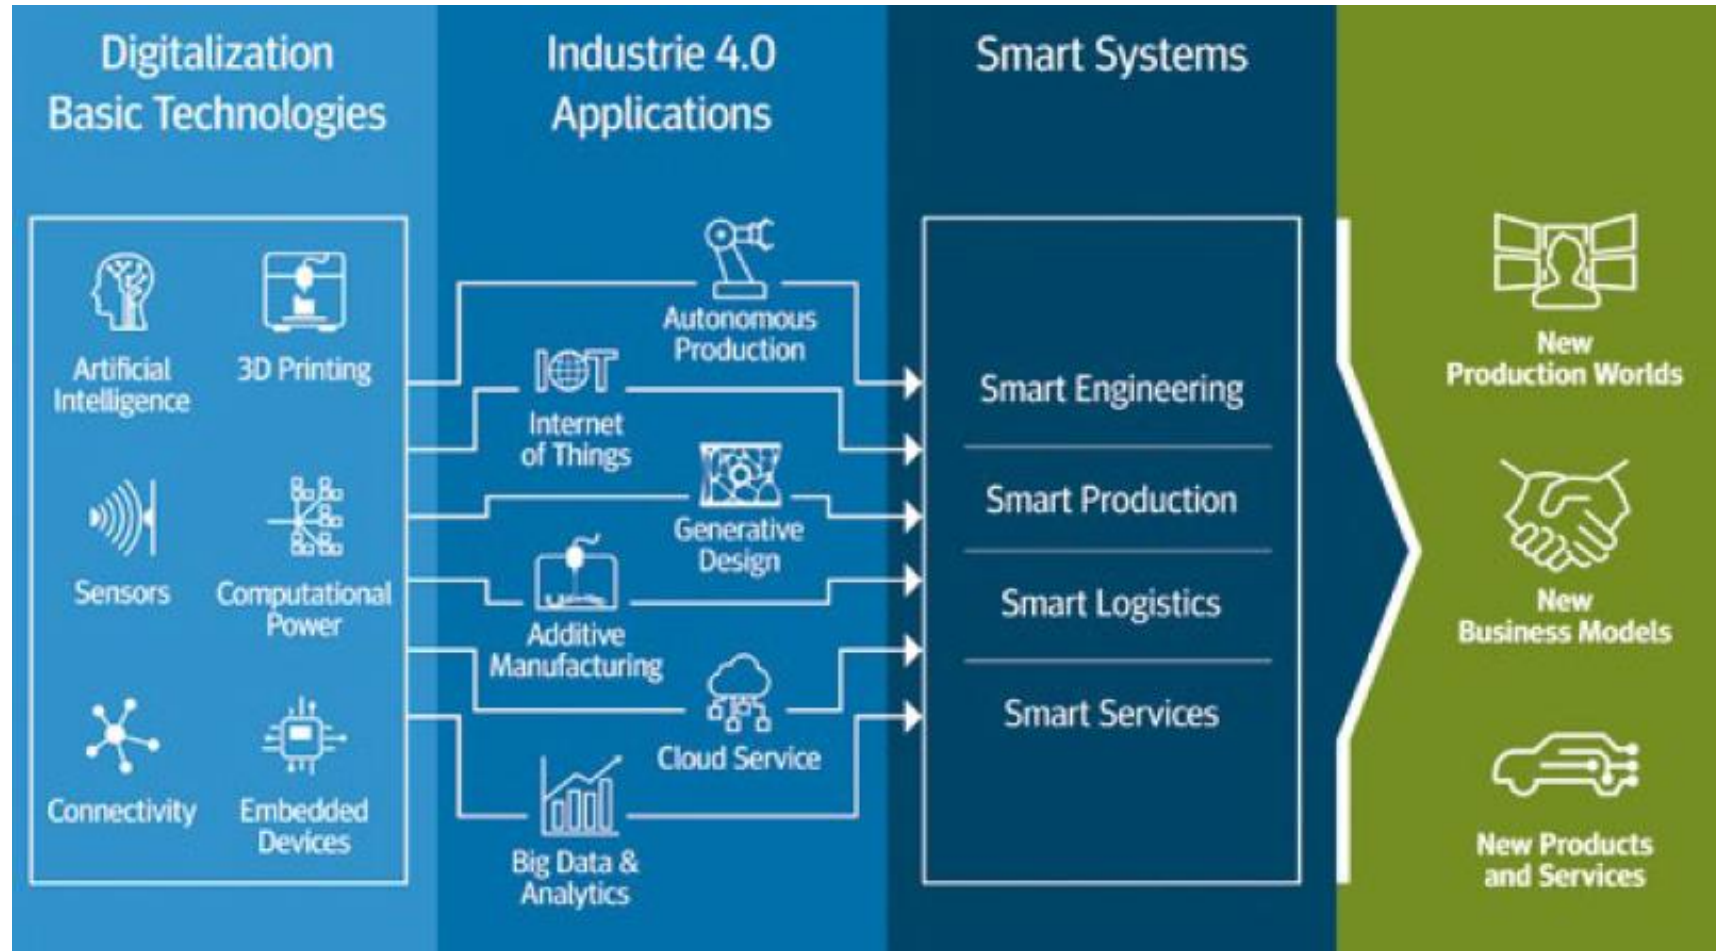 Digitalization
Basic Technologies
Industrie 4.0
Applications
Smart Systems
Artificial
Intelligence
3D Printing
Sensors
Computational
Power
Connectivity
Embedded
Devices
Autonomous
Production
IOT
Internet
of Things
Generative
Design
Additive
Manufacturing
Cloud Service
Big Data &
Analytics
Smart Engineering
Smart Production
Smart Logistics
Smart Services
New
Production Worlds
New
Business Models
New Products
and Services